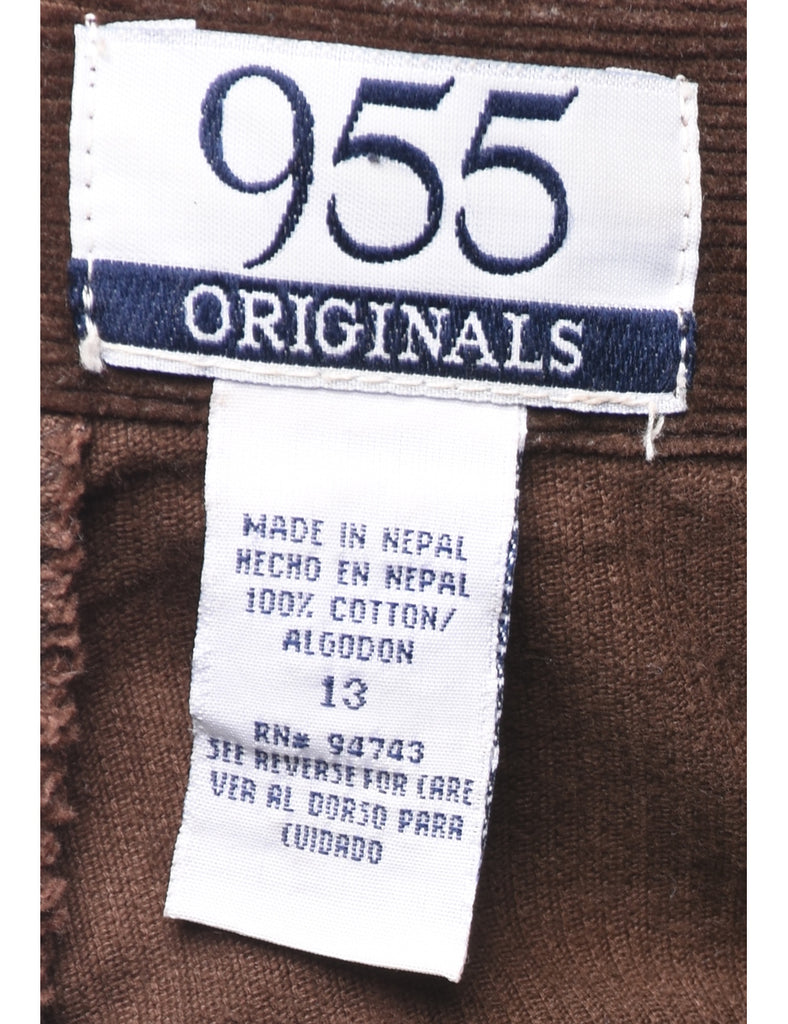 955
ORIGINALS
MADE IN NEPAL
HECHO EN NEPAL
100% COTTON/
ALGODON
13
RN# 94743
SEE REVERSE FOR CARE
VER AL DORSO PARA
CUIDADO